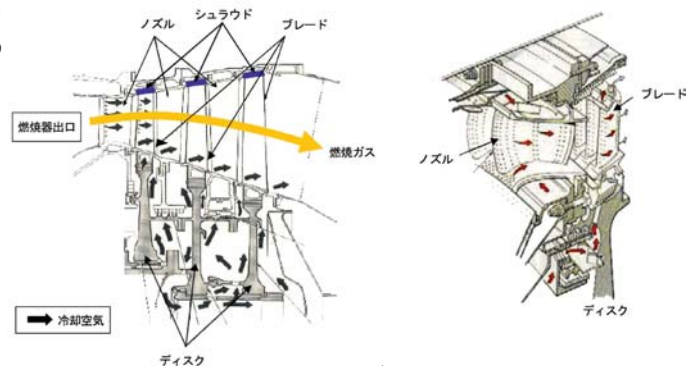 ノズル
シュラウド
ブレード
燃焼器出口
燃焼ガス
冷却空気
ディスク
ブレード
ノズル
ディスク